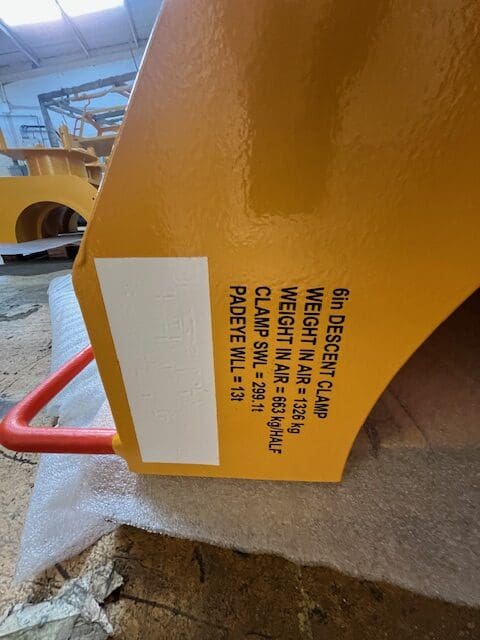 6in DESCENT CLAMP
WEIGHT IN AIR = 1326 kg
WEIGHT IN AIR = 663 kg/HALF
CLAMP SWL = 299.1t
PADEYE WLL = 13t